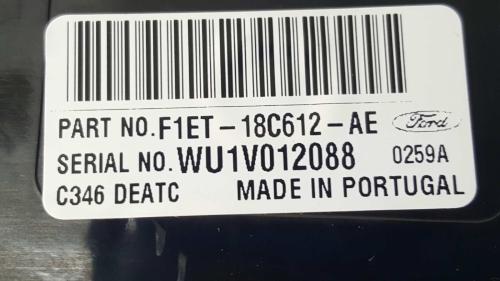 PART NO.F1ET-18C612-AE Ford
SERIAL NO.WU1V012088 0259A
C346 DEATC MADE IN PORTUGAL